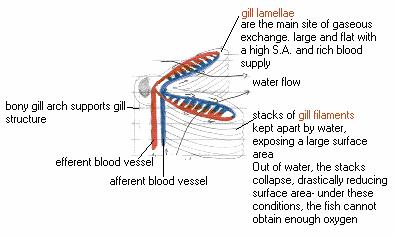 gill lamellae
are the main site of gaseous
exchange. large and flat with
a high S.A. and rich blood
supply
water flow
bony gill arch supports gill
structure
stacks of gill filaments
kept apart by water,
exposing a large surface
area
Out of water, the stacks
collapse, drastically reducing
surface area- under these
conditions, the fish cannot
obtain enough oxygen
efferent blood vessel
afferent blood vessel